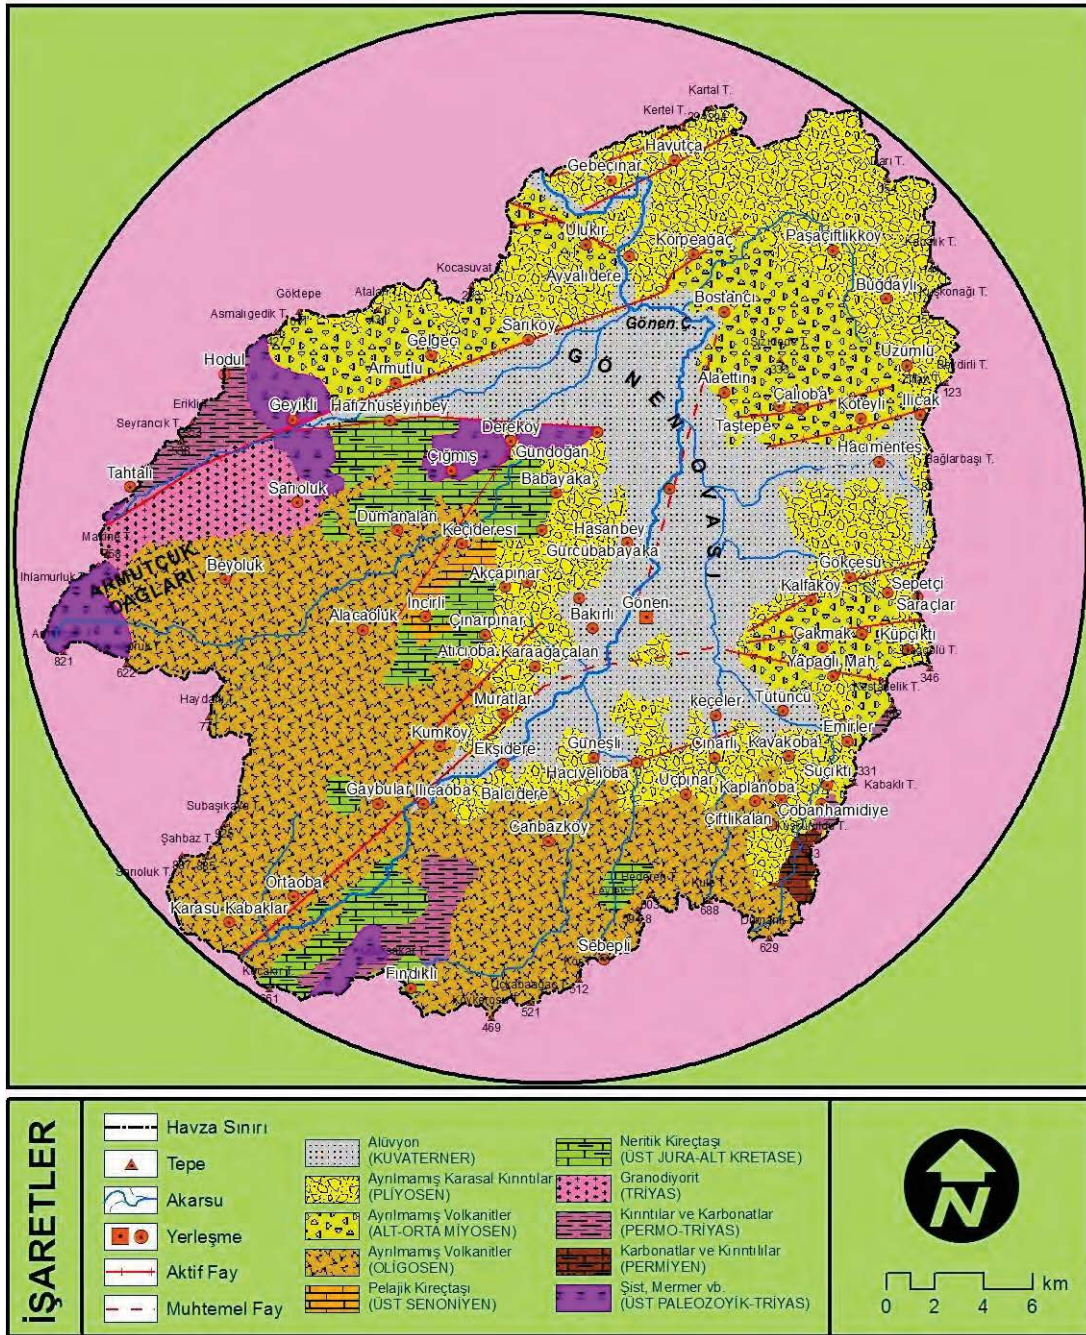 Kartal T.
Kertel T.
Havutça
Gebeçınar
Ulukır
Körpeağaç
Paşaçiftlikköy
Kocasuvat T.
Ayvalıdere
Buğdaylı
Göktepe
Bostancı
Asmalıgedik T.
Sarıköy
Gönen Ç.
Gelgeç
Üzümlü
Hodul
Armutlu
GÖNEN OVASI
Alaettin
Çalıoba
123
Geyikli
Hafızhüseyinbey
Köteyli
Ilıcak
Seyrancık T.
Dereköy
Taştepe
Gündoğan
Hacımenteş
Çığmış
Bağlarbaşı T.
Tahtalı
Babayaka
Sarıoluk
Dumanalan
Keçideresi
Hasanbey
Gürcübabayaka
ARMUTÇUK DAĞLARI
Beyoluk
Akçapınar
Gökçesu
Kalfaköy
Sepetçi
Ihlamurluk T.
İncirli
Gönen
Saraçlar
Alacaoluk
Çınarpınar
Bakırlı
Çakmak
Küpçıktı
821
622
Atıcıoba
Karaağaçalan
Yapağlı Mah.
346
Muratlar
keçeler
Tütüncü
Kumköy
Emirler
Ekşidere
Güneşli
Çınarlı
Kavakoba
Hacıvelioba
Suçıktı
331
Kabaklı T.
Gaybular
Ilıcaoba
Balcıdere
Üçpınar
Kaplanoba
Çobanhamidiye
Çiftlikalan
Şahbaz T.
Canbazköy
Ortaoba
Karasu Kabaklar
688
629
Sebepli
Fındıklı
512
521
469
İŞARETLER
Havza Sınırı
Tepe
Akarsu
Yerleşme
Aktif Fay
Muhtemel Fay
Alüvyon
(KUVATERNER)
Ayrılmamış Karasal Kırıntılar
(PLİYOSEN)
Ayrılmamış Volkanitler
(ALT-ORTA MİYOSEN)
Ayrılmamış Volkanitler
(OLİGOSEN)
Pelajik Kireçtaşı
(ÜST SENONİYEN)
Neritik Kireçtaşı
(ÜST JURA-ALT KRETASE)
Granodiyorit
(TRİYAS)
Kırıntılar ve Karbonatlar
(PERMO-TRİYAS)
Karbonatlar ve Kırıntılılar
(PERMİYEN)
Şist, Mermer vb.
(ÜST PALEOZOYİK-TRİYAS)
N
km
0 2 4 6